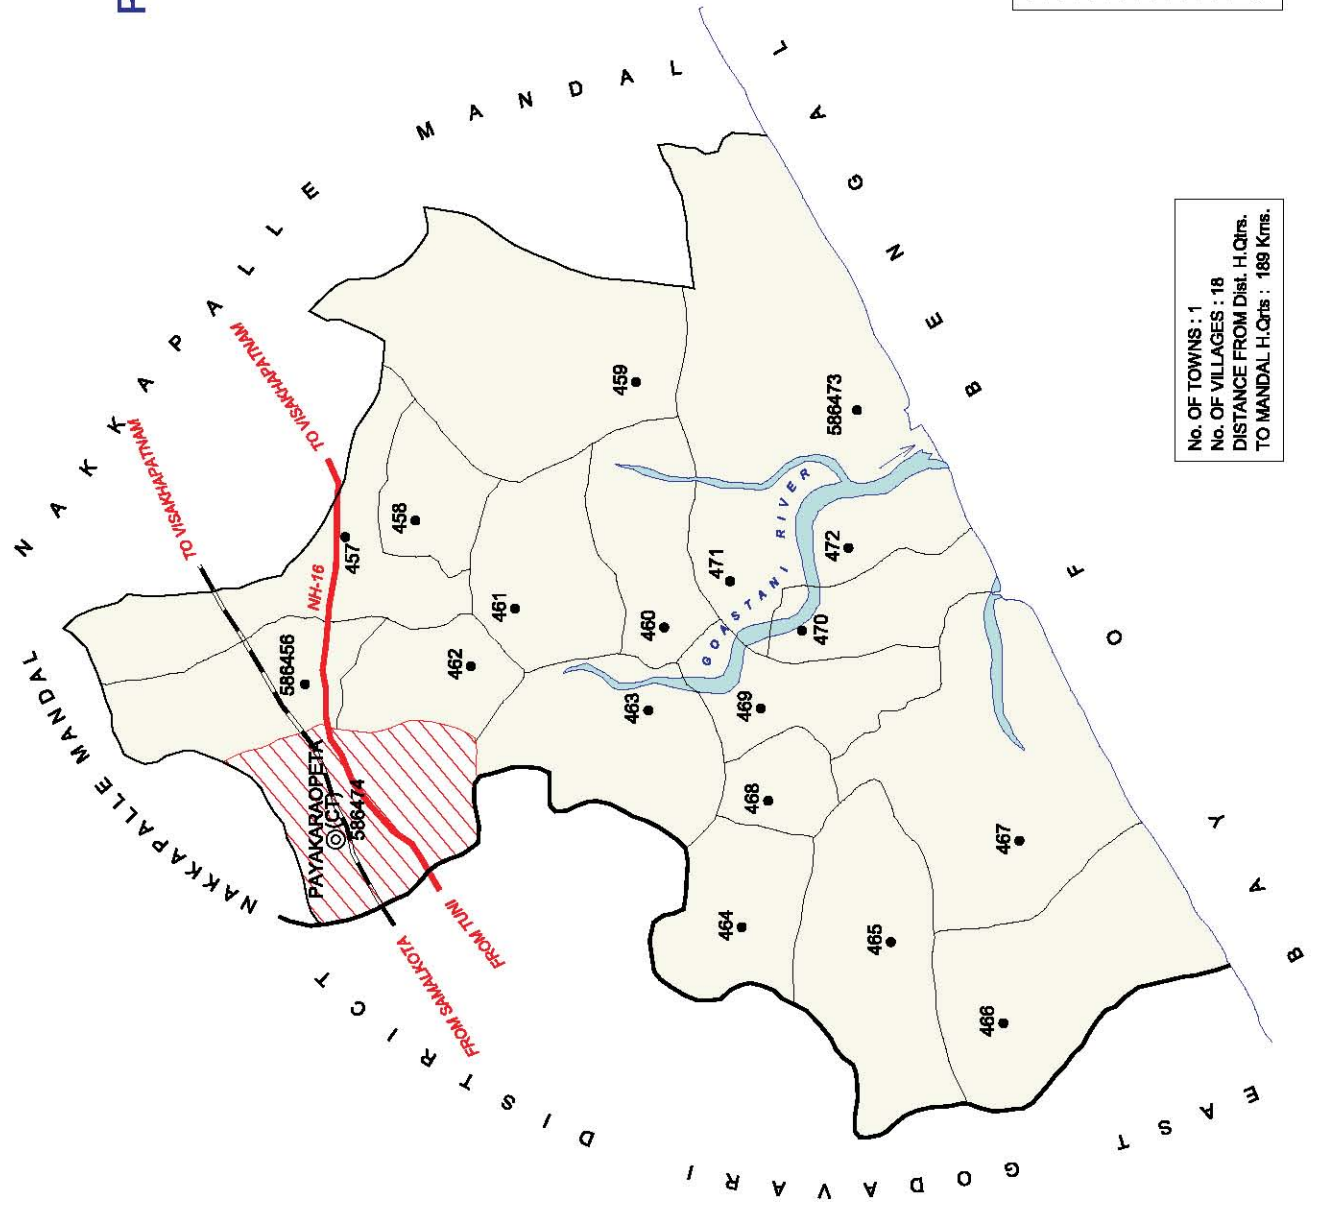 P
NAKKAPALLE MANDAL
NAKKAPALLE MANDAL
TO VISAKHAPATNAM
TO VISAKHAPATNAM
NH-16
586456
457
458
459
PAYAKARAOPETA
(CT)
586474
462
461
460
463
471
586473
GOASTANI RIVER
472
470
469
468
464
465
467
466
FROM TUNI
FROM SAMALKOTA
EAST GODAVARI DISTRICT
BAY OF BENGAL
No. OF TOWNS : 1
No. OF VILLAGES : 18
DISTANCE FROM Dist. H.Qtrs.
TO MANDAL H.Qrts : 189 Kms.